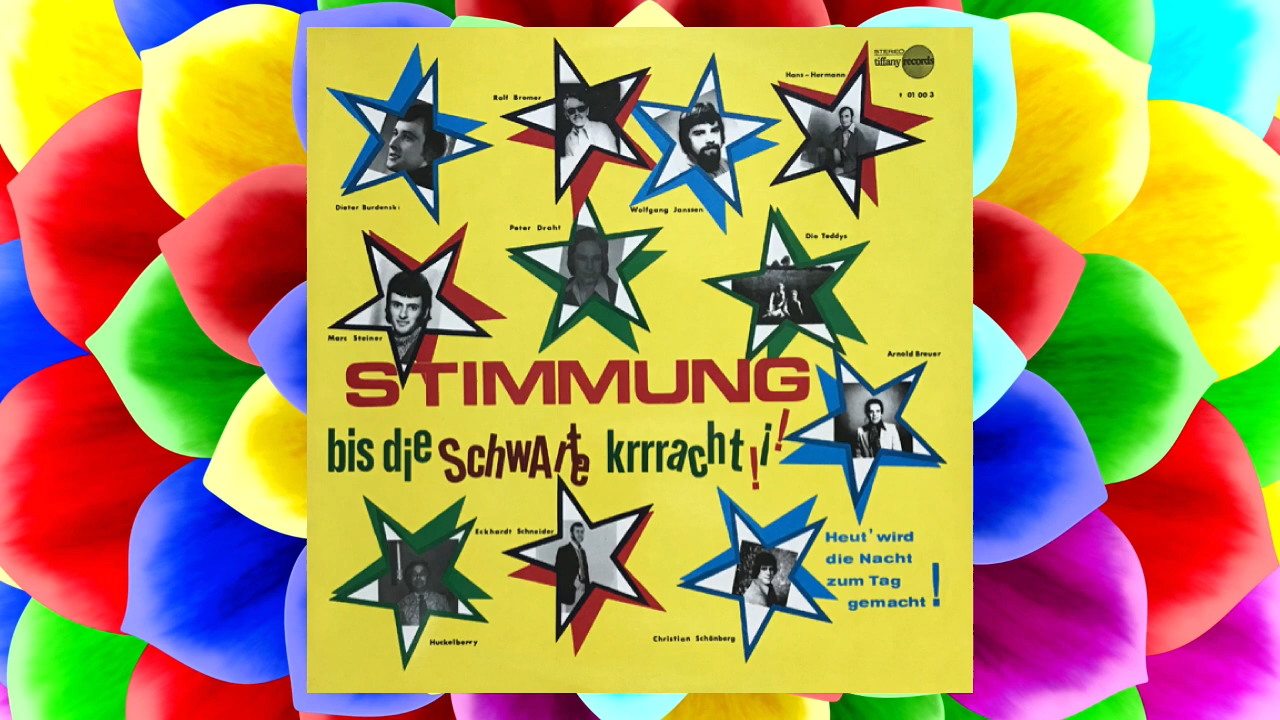 STEREO
tiffany records
t 01 00 3
Hans-Hermann
Rolf Bremer
Dieter Burdenski
Wolfgang Janssen
Peter Draht
Die Teddys
Marc Steiner
Arnold Breuer
STIMMUNG
bis die Schwarte krrracht!i!
Eckhardt Schneider
Heut' wird
die Nacht
zum Tag
gemacht!
Huckelberry
Christian Schönberg